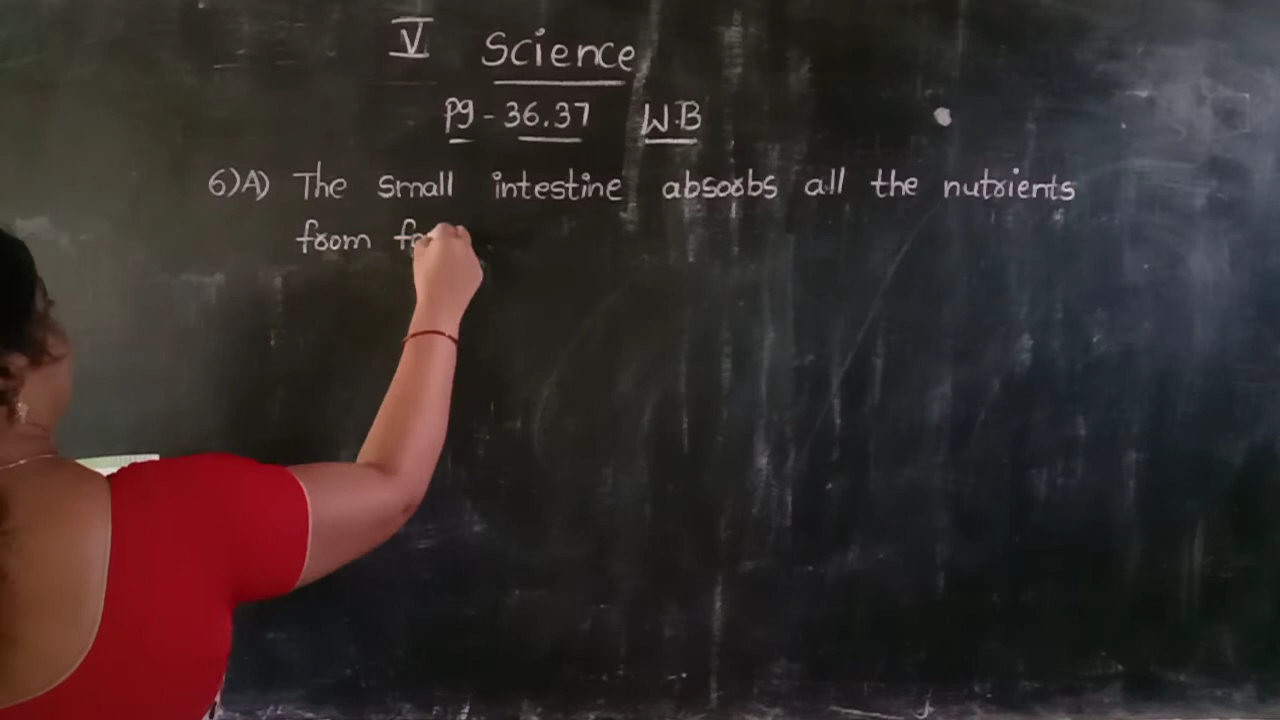 V Science
Pg - 36.37 W.B
6)A) The small intestine absorbs all the nutrients
from